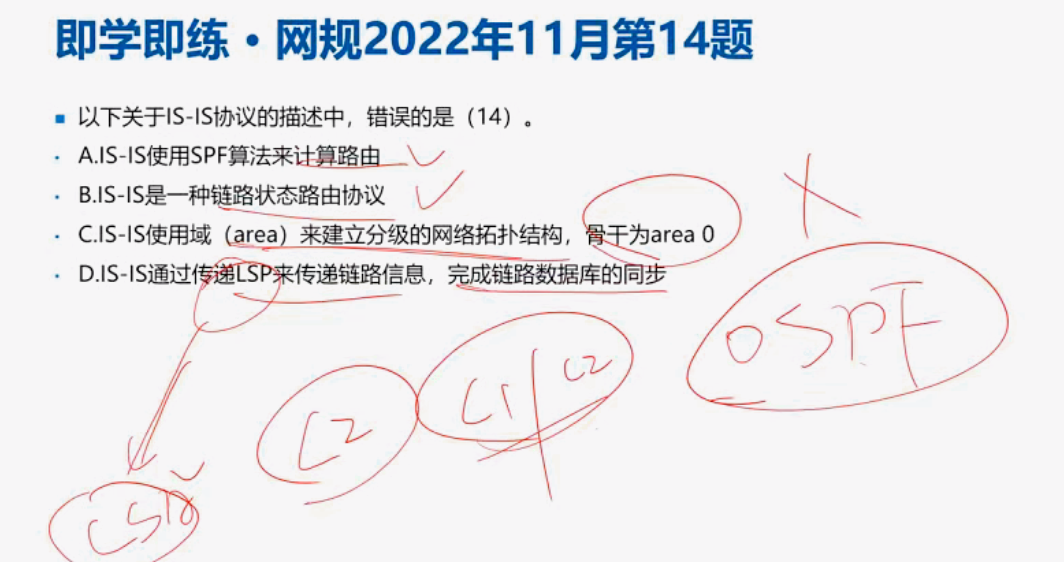 即学即练·网规2022年11月第14题
以下关于IS-IS协议的描述中，错误的是（14）。
A.IS-IS使用SPF算法来计算路由
B.IS-IS是一种链路状态路由协议
C.IS-IS使用域（area）来建立分级的网络拓扑结构，骨干为area 0
D.IS-IS通过传递LSP来传递链路信息，完成链路数据库的同步
OSPF
L2
L1/L2